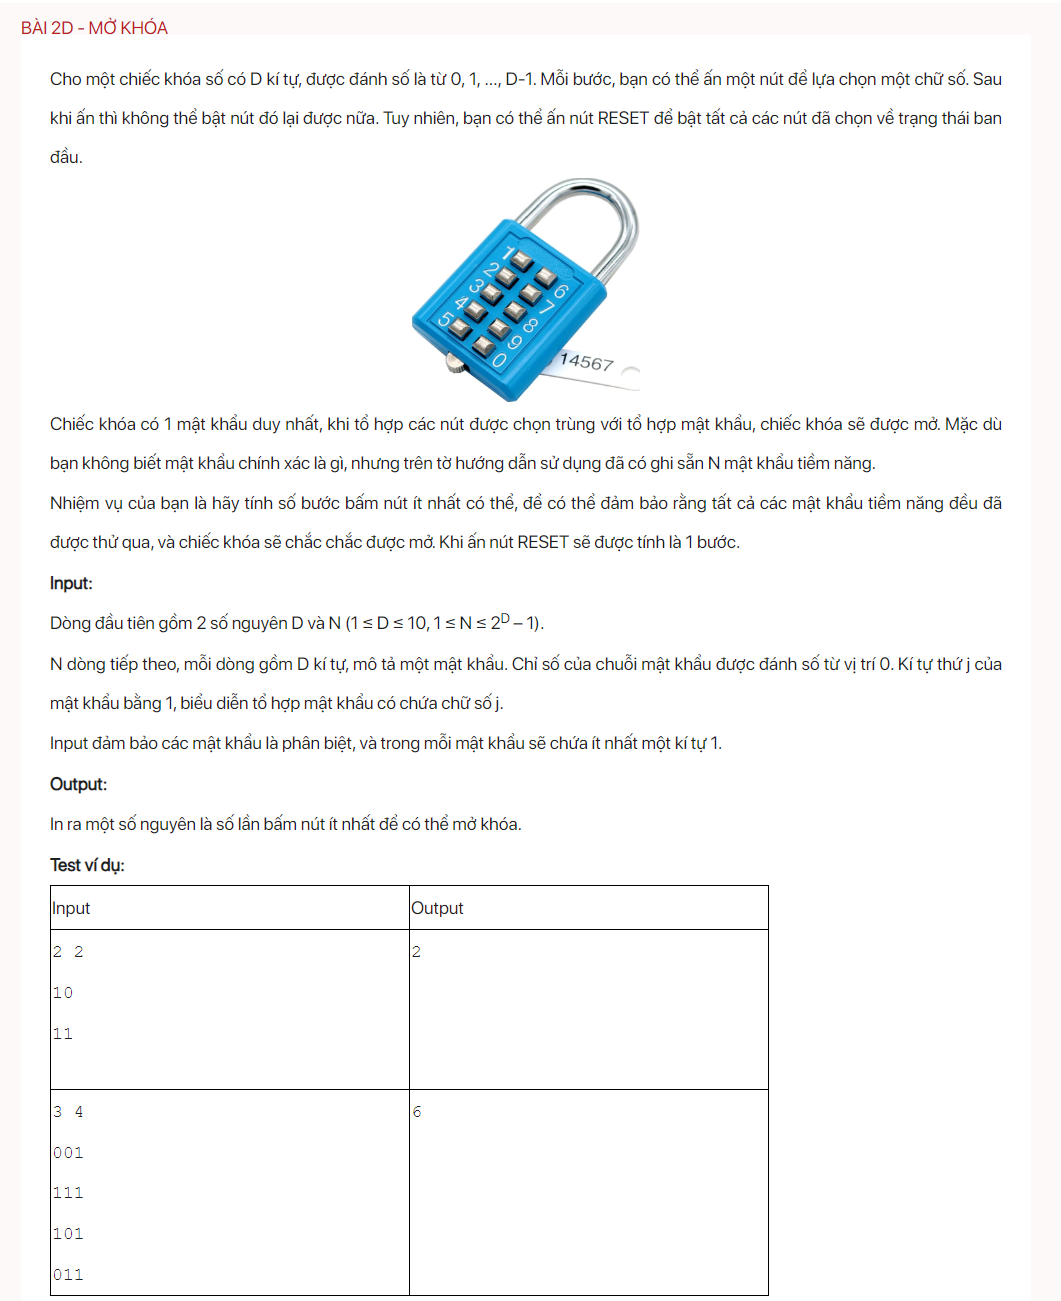 BÀI 2D - MỞ KHÓA
Cho một chiếc khóa số có D kí tự, được đánh số là từ 0, 1, ..., D-1. Mỗi bước, bạn có thể ấn một nút để lựa chọn một chữ số. Sau
khi ấn thì không thể bật nút đó lại được nữa. Tuy nhiên, bạn có thể ấn nút RESET để bật tất cả các nút đã chọn về trạng thái ban
đầu.
1
2
3
4
5
6
7
8
9
0
14567
Chiếc khóa có 1 mật khẩu duy nhất, khi tổ hợp các nút được chọn trùng với tổ hợp mật khẩu, chiếc khóa sẽ được mở. Mặc dù
bạn không biết mật khẩu chính xác là gì, nhưng trên tờ hướng dẫn sử dụng đã có ghi sẵn N mật khẩu tiềm năng.
Nhiệm vụ của bạn là hãy tính số bước bấm nút ít nhất có thể, để có thể đảm bảo rằng tất cả các mật khẩu tiềm năng đều đã
được thử qua, và chiếc khóa sẽ chắc chắc được mở. Khi ấn nút RESET sẽ được tính là 1 bước.
Input:
Dòng đầu tiên gồm 2 số nguyên D và N (1 ≤ D ≤ 10, 1 ≤ N ≤ 2^D – 1).
N dòng tiếp theo, mỗi dòng gồm D kí tự, mô tả một mật khẩu. Chỉ số của chuỗi mật khẩu được đánh số từ vị trí 0. Kí tự thứ j của
mật khẩu bằng 1, biểu diễn tổ hợp mật khẩu có chứa chữ số j.
Input đảm bảo các mật khẩu là phân biệt, và trong mỗi mật khẩu sẽ chứa ít nhất một kí tự 1.
Output:
In ra một số nguyên là số lần bấm nút ít nhất để có thể mở khóa.
Test ví dụ:
Input Output
2 2 2
10
11
3 4 6
001
111
101
011